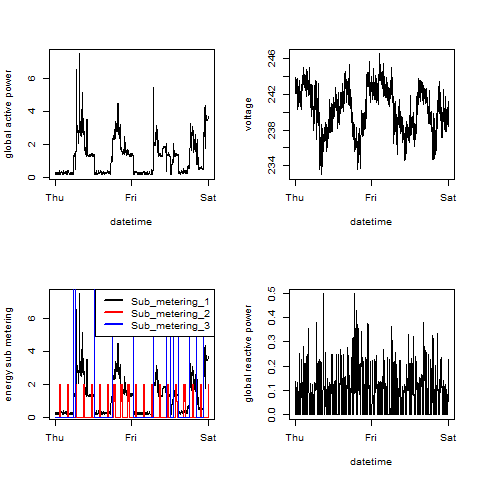 global active power
6
4
2
0
Thu Fri Sat
datetime
voltage
246
242
238
234
Thu Fri Sat
datetime
energy sub metering
6
4
2
0
Sub_metering_1
Sub_metering_2
Sub_metering_3
Thu Fri Sat
datetime
global reactive power
0.5
0.4
0.3
0.2
0.1
0.0
Thu Fri Sat
datetime